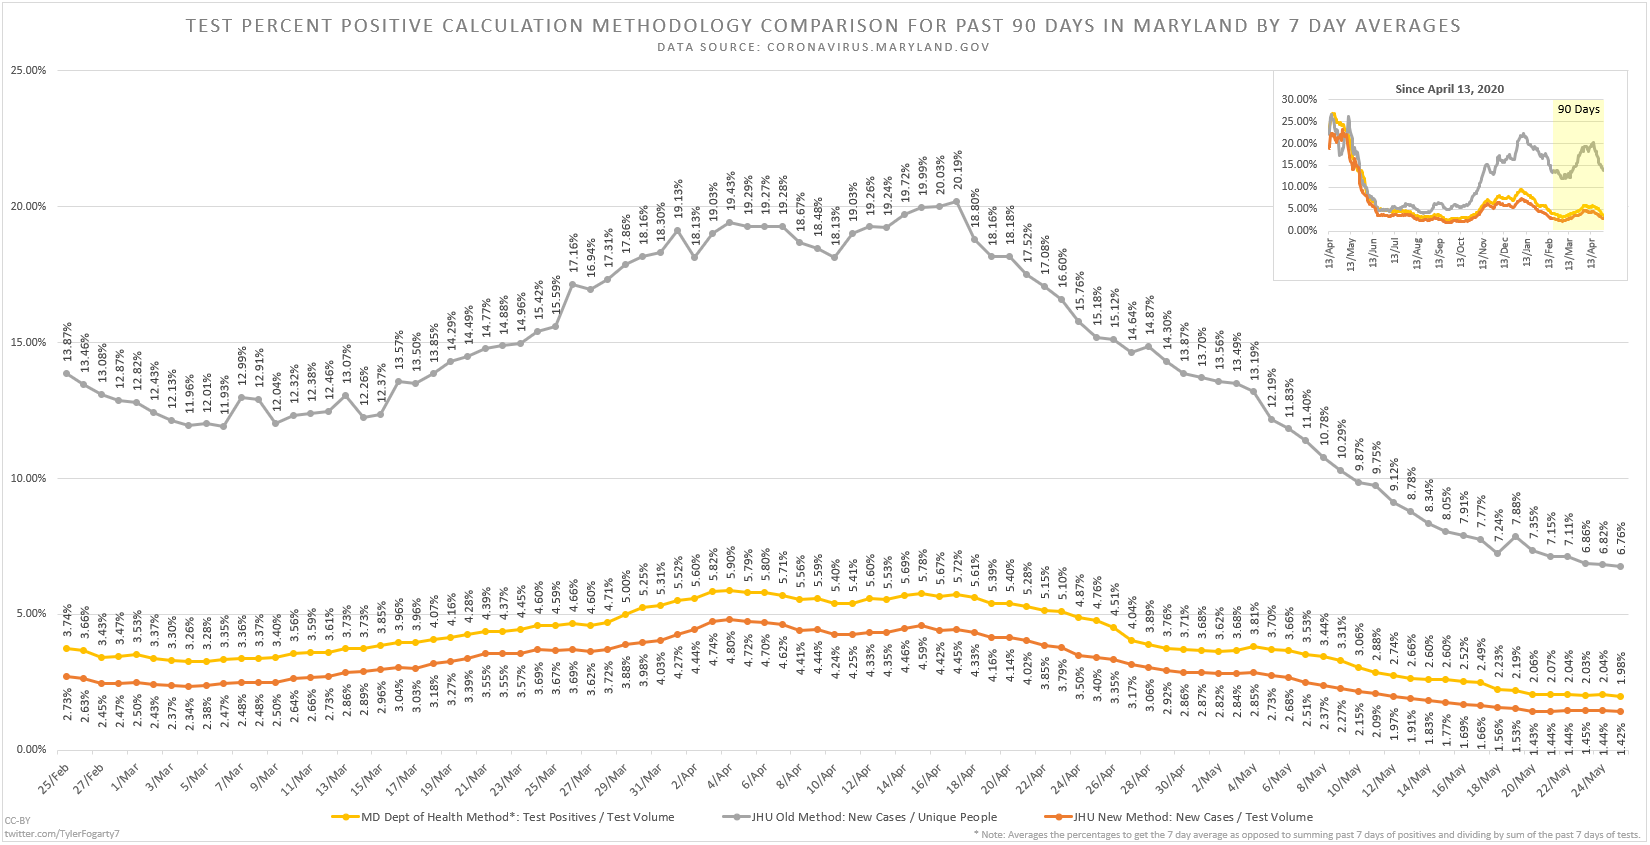 TEST PERCENT POSITIVE CALCULATION METHODOLOGY COMPARISON FOR PAST 90 DAYS IN MARYLAND BY 7 DAY AVERAGES
DATA SOURCE: CORONAVIRUS.MARYLAND.GOV
25.00%
20.00%
15.00%
10.00%
5.00%
0.00%
Since April 13, 2020
90 Days
30.00%
25.00%
20.00%
15.00%
10.00%
5.00%
0.00%
13/Apr 13/May 13/Jun 13/Jul 13/Aug 13/Sep 13/Oct 13/Nov 13/Dec 13/Jan 13/Feb 13/Mar 13/Apr
13.87% 13.46% 13.08% 12.87% 12.82% 12.43% 12.13% 11.96% 12.01% 11.93% 12.99% 12.91% 12.04% 12.32% 12.38% 12.46% 13.07% 12.26% 12.37% 13.57% 13.50% 13.85% 14.29% 14.49% 14.77% 14.88% 14.96% 15.42% 15.59% 17.16% 16.94% 17.31% 17.86% 18.16% 18.30% 19.13% 18.13% 19.03% 19.43% 19.29% 19.27% 19.28% 18.67% 18.48% 18.13% 19.03% 19.26% 19.24% 19.72% 19.99% 20.03% 20.19% 18.80% 18.16% 18.18% 17.52% 17.08% 16.60% 15.76% 15.18% 15.12% 14.64% 14.87% 14.30% 13.87% 13.70% 13.56% 13.49% 13.19% 12.19% 11.83% 11.40% 10.78% 10.29% 9.87% 9.75% 9.12% 8.78% 8.34% 8.05% 7.91% 7.77% 7.24% 7.88% 7.35% 7.15% 7.11% 6.86% 6.82% 6.76%
3.74% 3.66% 3.43% 3.47% 3.53% 3.37% 3.30% 3.26% 3.28% 3.35% 3.36% 3.37% 3.40% 3.56% 3.59% 3.61% 3.73% 3.73% 3.85% 3.96% 3.96% 4.07% 4.16% 4.28% 4.39% 4.37% 4.45% 4.60% 4.59% 4.66% 4.60% 4.71% 5.00% 5.25% 5.31% 5.52% 5.60% 5.82% 5.90% 5.79% 5.80% 5.71% 5.56% 5.59% 5.40% 5.41% 5.60% 5.53% 5.69% 5.78% 5.67% 5.72% 5.61% 5.39% 5.40% 5.28% 5.15% 5.10% 4.87% 4.76% 4.51% 4.04% 3.89% 3.76% 3.71% 3.68% 3.62% 3.68% 3.81% 3.70% 3.66% 3.53% 3.44% 3.31% 3.06% 2.88% 2.74% 2.66% 2.60% 2.60% 2.52% 2.49% 2.23% 2.19% 2.06% 2.07% 2.04% 2.03% 2.04% 1.98%
2.73% 2.63% 2.45% 2.47% 2.50% 2.43% 2.37% 2.34% 2.38% 2.47% 2.48% 2.48% 2.50% 2.64% 2.66% 2.73% 2.86% 2.89% 2.96% 3.04% 3.03% 3.18% 3.27% 3.39% 3.55% 3.55% 3.57% 3.69% 3.67% 3.69% 3.62% 3.72% 3.88% 3.98% 4.03% 4.27% 4.44% 4.74% 4.80% 4.72% 4.70% 4.62% 4.41% 4.44% 4.24% 4.25% 4.33% 4.35% 4.46% 4.59% 4.42% 4.45% 4.33% 4.16% 4.14% 4.02% 3.85% 3.79% 3.50% 3.40% 3.35% 3.17% 3.06% 2.92% 2.86% 2.87% 2.82% 2.84% 2.85% 2.73% 2.68% 2.51% 2.37% 2.27% 2.15% 2.09% 1.97% 1.91% 1.83% 1.77% 1.69% 1.66% 1.56% 1.53% 1.43% 1.44% 1.44% 1.45% 1.44% 1.42%
25/Feb 27/Feb 1/Mar 3/Mar 5/Mar 7/Mar 9/Mar 11/Mar 13/Mar 15/Mar 17/Mar 19/Mar 21/Mar 23/Mar 25/Mar 27/Mar 29/Mar 31/Mar 2/Apr 4/Apr 6/Apr 8/Apr 10/Apr 12/Apr 14/Apr 16/Apr 18/Apr 20/Apr 22/Apr 24/Apr 26/Apr 28/Apr 30/Apr 2/May 4/May 6/May 8/May 10/May 12/May 14/May 16/May 18/May 20/May 22/May 24/May
MD Dept of Health Method*: Test Positives / Test Volume
JHU Old Method: New Cases / Unique People
JHU New Method: New Cases / Test Volume
CC-BY
twitter.com/TylerFogarty7
* Note: Averages the percentages to get the 7 day average as opposed to summing past 7 days of positives and dividing by sum of the past 7 days of tests.